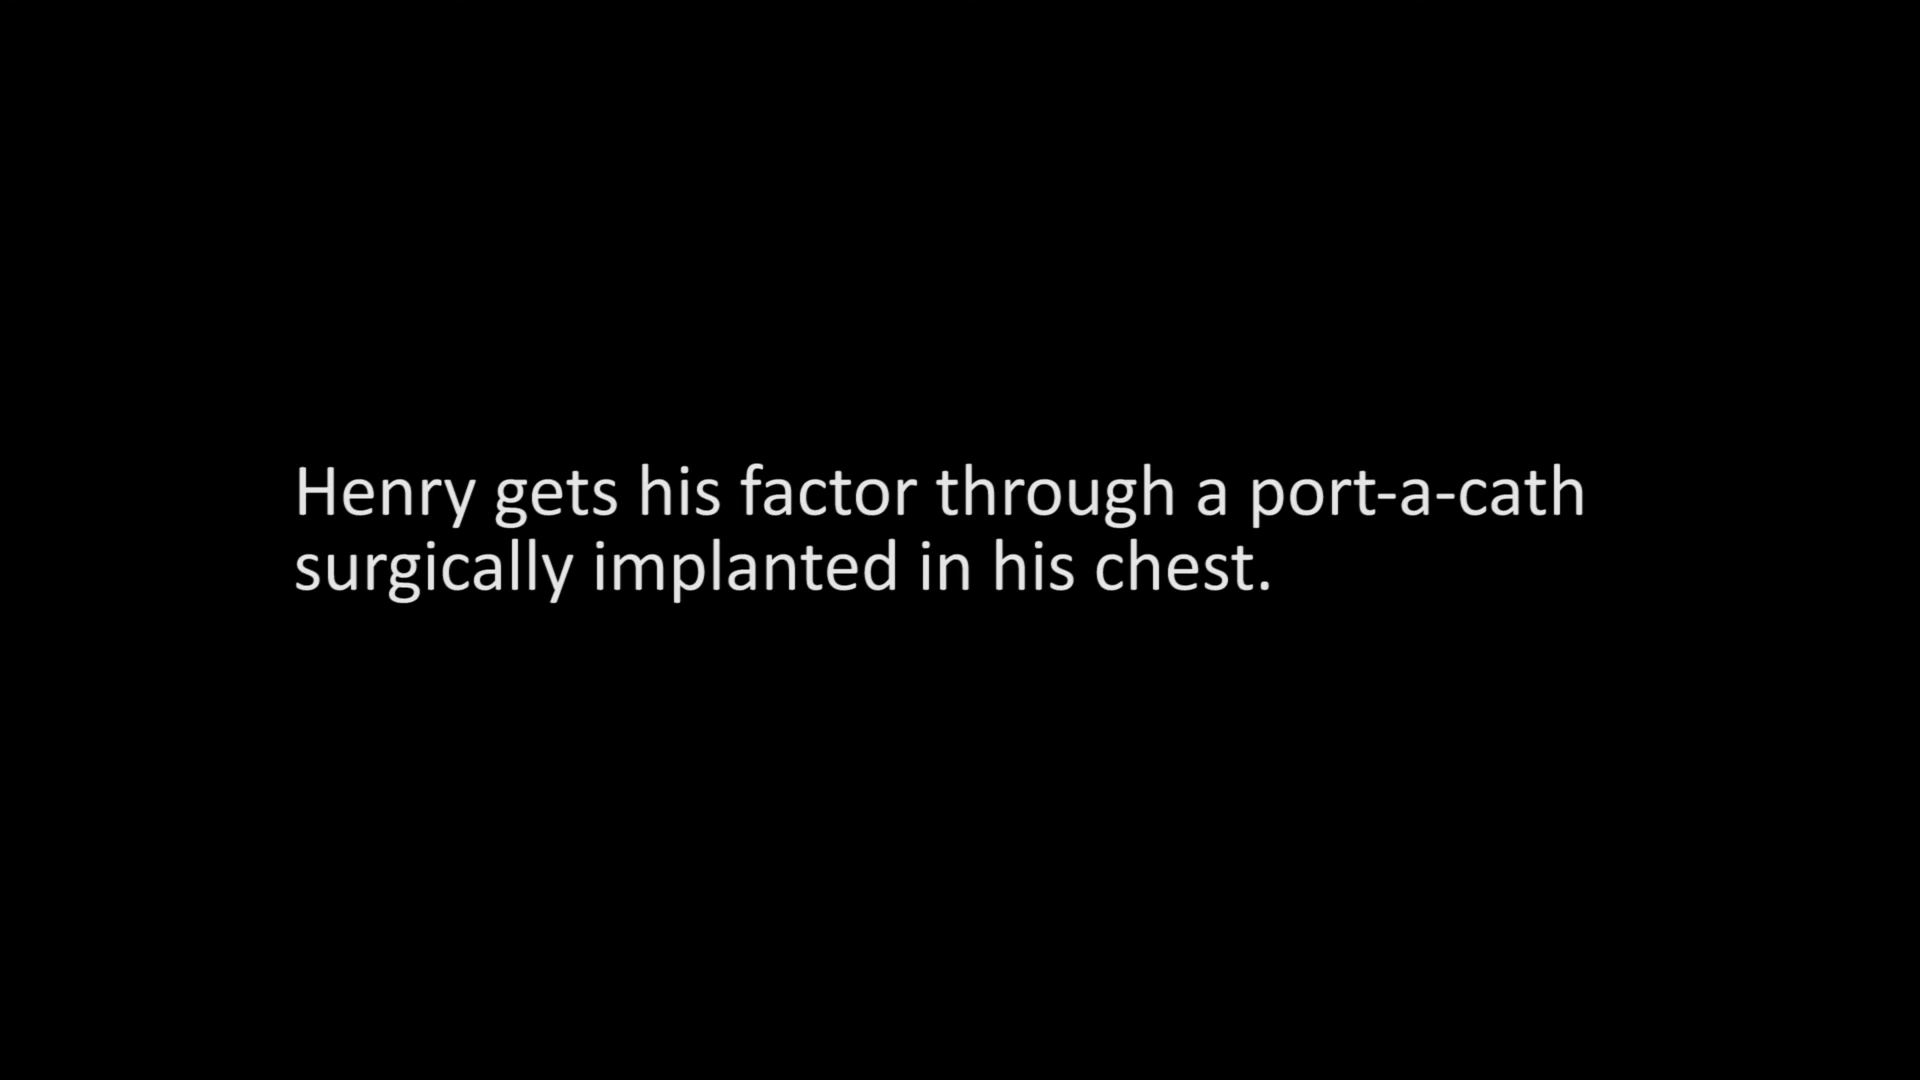 Henry gets his factor through a port-a-cath
surgically implanted in his chest.